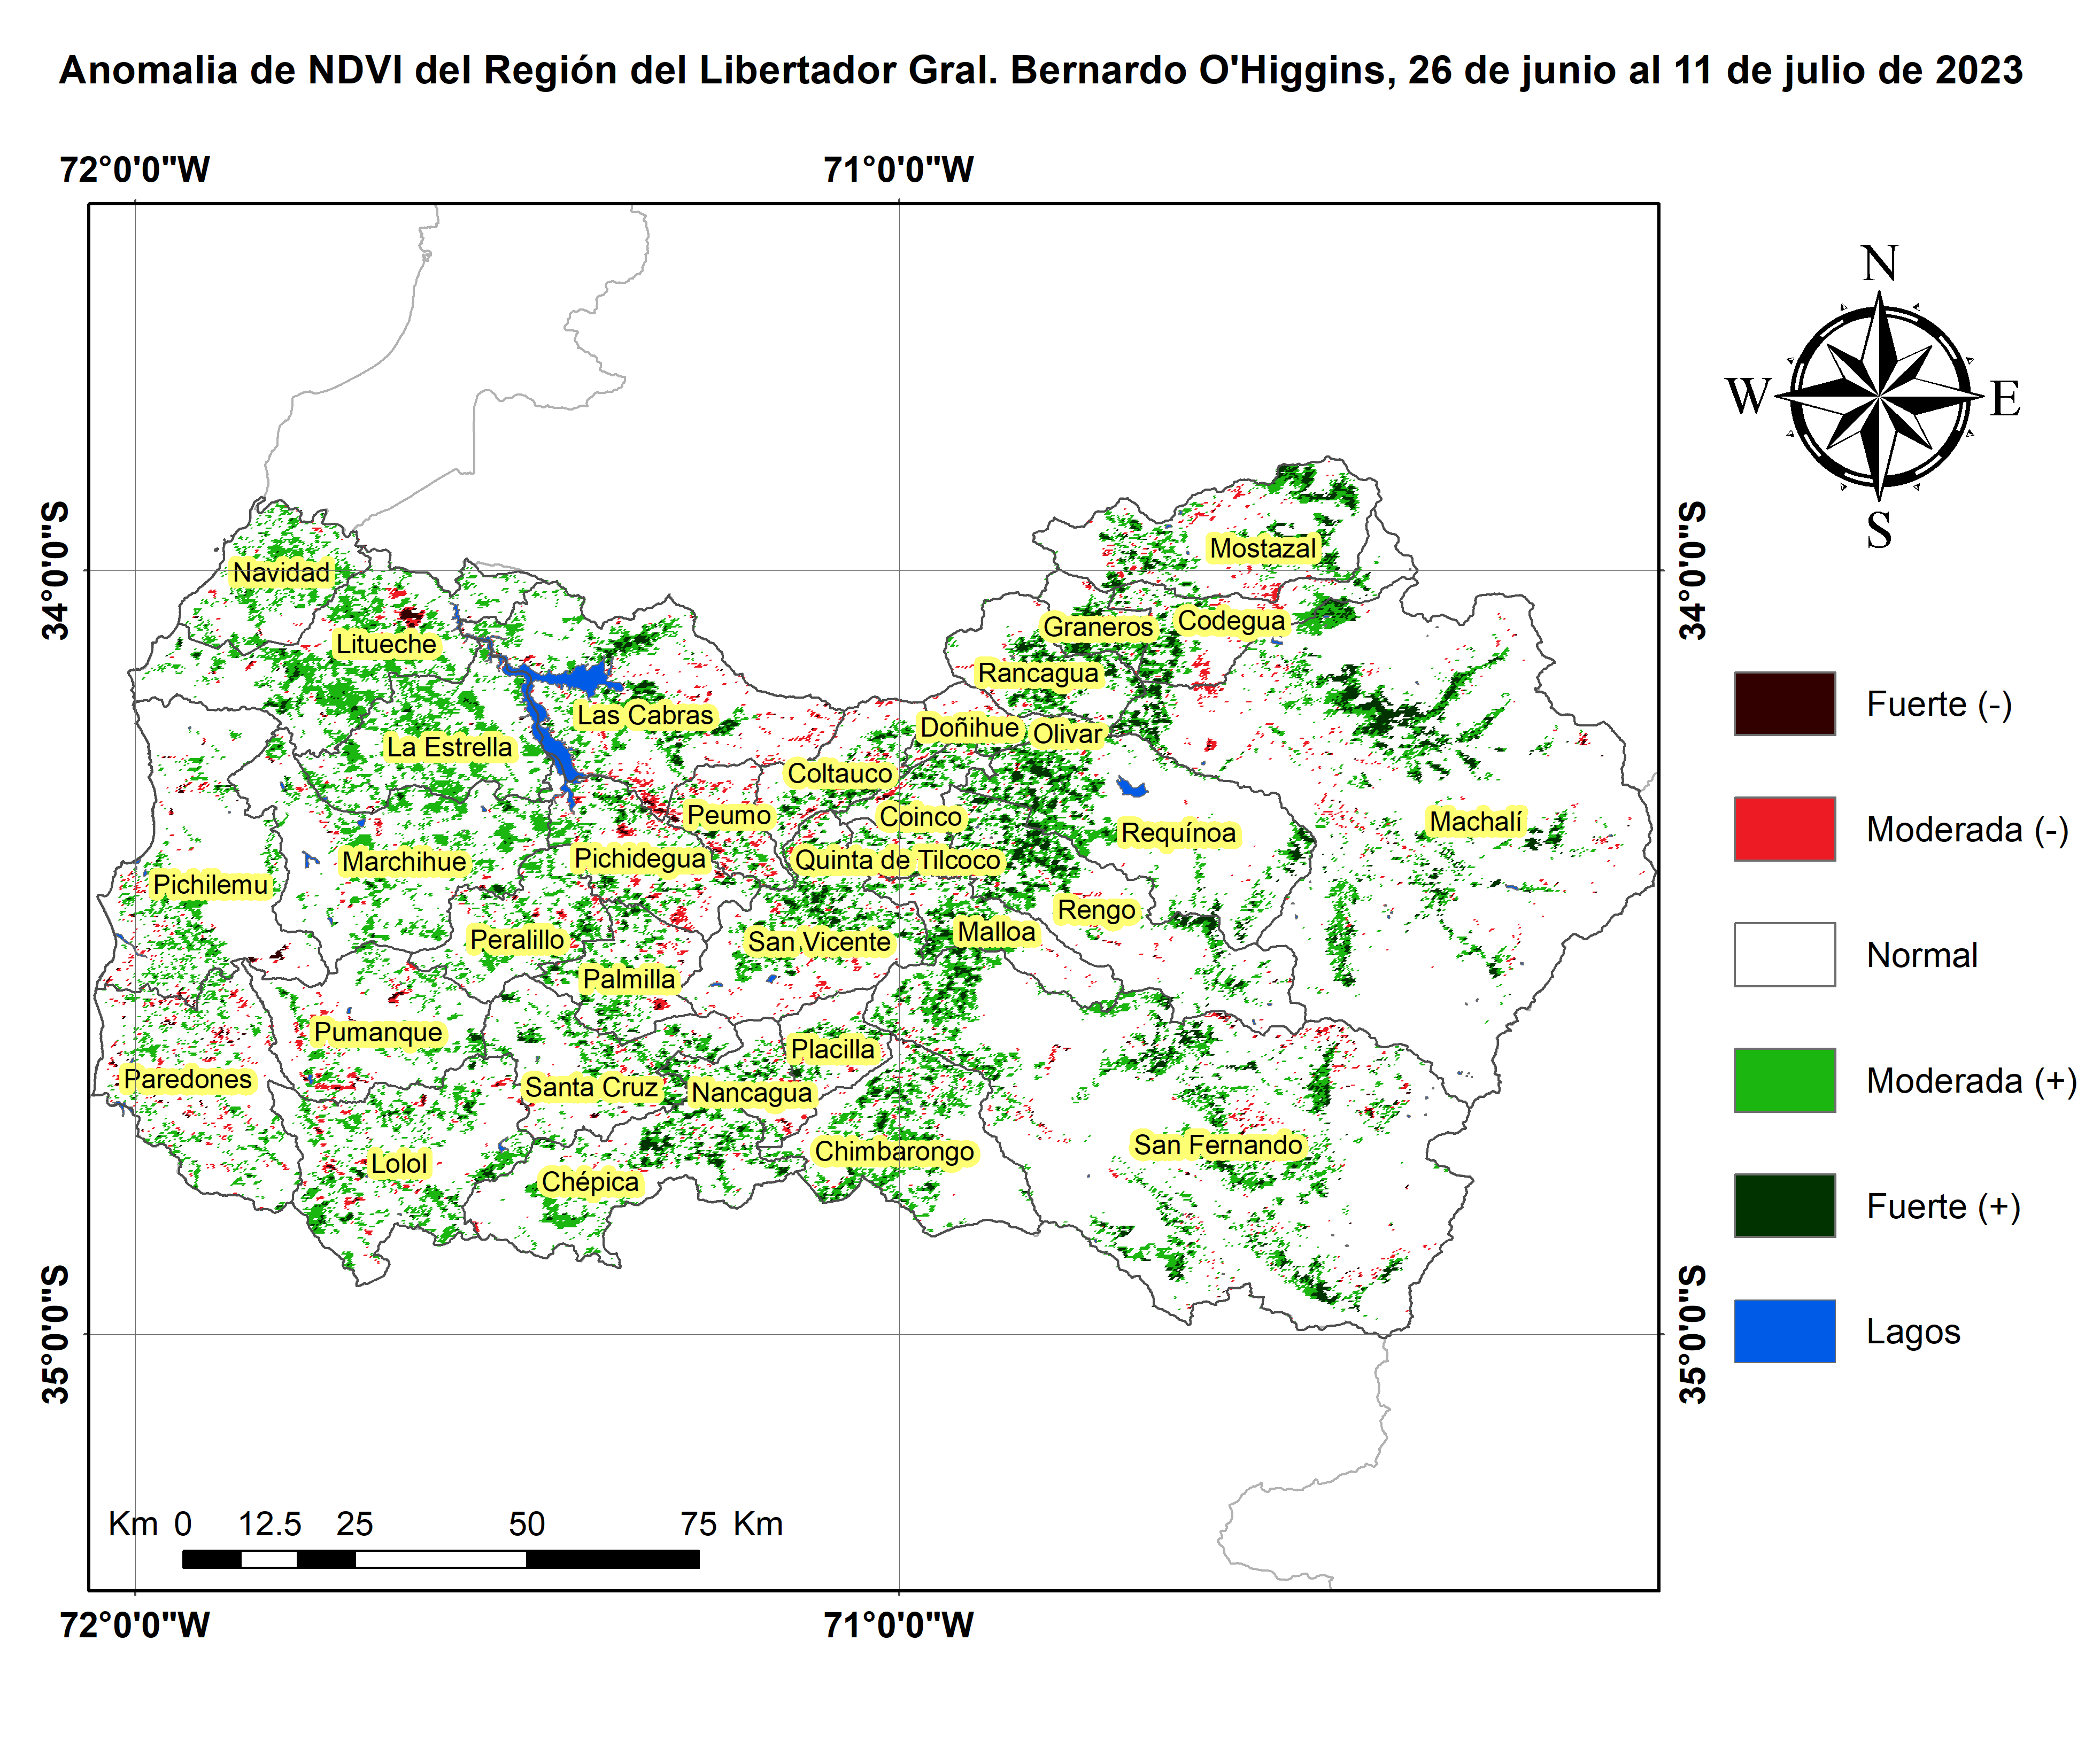 Anomalia de NDVI del Región del Libertador Gral. Bernardo O'Higgins, 26 de junio al 11 de julio de 2023
72°0'0"W 71°0'0"W
34°0'0"S
34°0'0"S
35°0'0"S
35°0'0"S
N
W
E
S
Mostazal
Navidad
Codegua
Graneros
Litueche
Rancagua
Las Cabras
Doñihue
Olivar
La Estrella
Coltauco
Peumo
Coinco
Machalí
Requínoa
Marchihue
Pichidegua
Quinta de Tilcoco
Pichilemu
Rengo
Malloa
Peralillo
San Vicente
Palmilla
Pumanque
Placilla
Paredones
Santa Cruz
Nancagua
San Fernando
Chimbarongo
Lolol
Chépica
Fuerte (-)
Moderada (-)
Normal
Moderada (+)
Fuerte (+)
Lagos
Km 0 12.5 25 50 75 Km
72°0'0"W 71°0'0"W